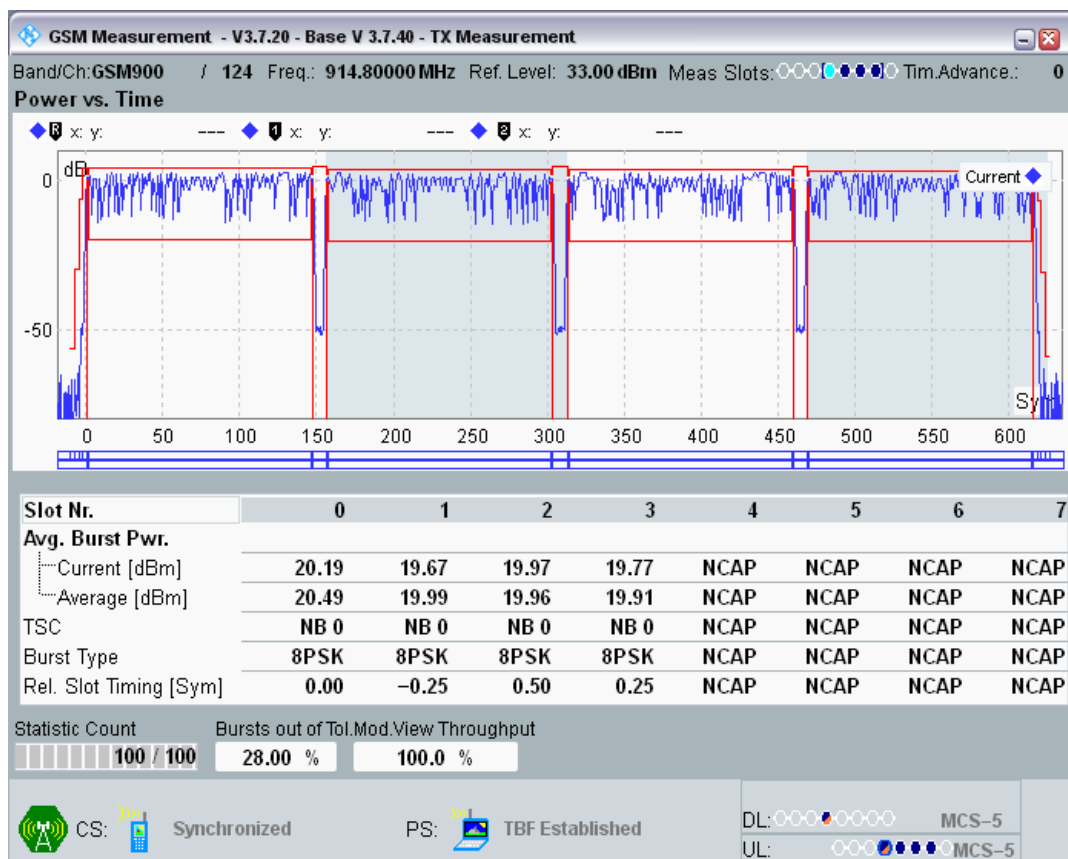 GSM Measurement - V3.7.20 - Base V 3.7.40 - TX Measurement
Band/Ch:GSM900 / 124 Freq.: 914.80000 MHz Ref. Level: 33.00 dBm Meas Slots: Tim.Advance.: 0
Power vs. Time
R x: y: --- 1 x: y: --- 2 x: y: ---
dB
Current
0
-50
0 50 100 150 200 250 300 350 400 450 500 550 600
Slot Nr. 0 1 2 3 4 5 6 7
Avg. Burst Pwr.
Current [dBm] 20.19 19.67 19.97 19.77 NCAP NCAP NCAP NCAP
Average [dBm] 20.49 19.99 19.96 19.91 NCAP NCAP NCAP NCAP
TSC NB 0 NB 0 NB 0 NB 0 NCAP NCAP NCAP NCAP
Burst Type 8PSK 8PSK 8PSK 8PSK NCAP NCAP NCAP NCAP
Rel. Slot Timing [Sym] 0.00 −0.25 0.50 0.25 NCAP NCAP NCAP NCAP
Statistic Count Bursts out of Tol.Mod.View Throughput
100 / 100 28.00 % 100.0 %
CS: Synchronized PS: TBF Established DL: MCS−5
UL: MCS−5